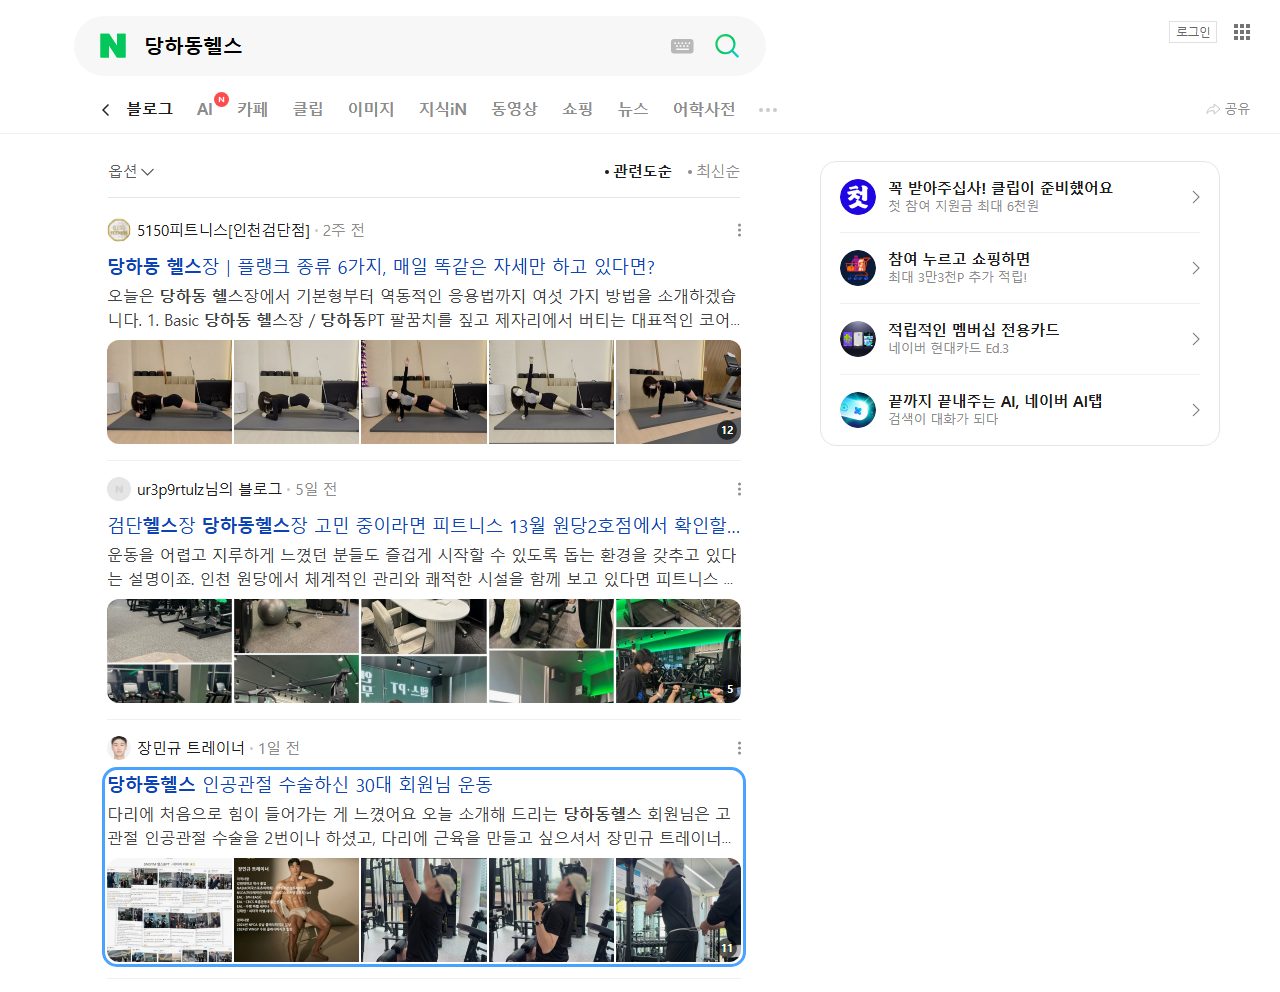 당하동헬스
로그인
블로그
AI
N
카페
클립
이미지
지식iN
동영상
쇼핑
뉴스
어학사전
공유
옵션
관련도순
최신순
5150피트니스[인천검단점] · 2주 전
당하동 헬스장 | 플랭크 종류 6가지, 매일 똑같은 자세만 하고 있다면?
오늘은 당하동 헬스장에서 기본형부터 역동적인 응용법까지 여섯 가지 방법을 소개하겠습
니다. 1. Basic 당하동 헬스장 / 당하동PT 팔꿈치를 짚고 제자리에서 버티는 대표적인 코어...
12
ur3p9rtulz님의 블로그 · 5일 전
검단헬스장 당하동헬스장 고민 중이라면 피트니스 13월 원당2호점에서 확인할...
운동을 어렵고 지루하게 느꼈던 분들도 즐겁게 시작할 수 있도록 돕는 환경을 갖추고 있다
는 설명이죠. 인천 원당에서 체계적인 관리와 쾌적한 시설을 함께 보고 있다면 피트니스 ...
헬스·PT
5
장민규 트레이너 · 1일 전
당하동헬스 인공관절 수술하신 30대 회원님 운동
다리에 처음으로 힘이 들어가는 게 느꼈어요 오늘 소개해 드리는 당하동헬스 회원님은 고
관절 인공관절 수술을 2번이나 하셨고, 다리에 근육을 만들고 싶으셔서 장민규 트레이너...
장민규 트레이너
11
꼭 받아주십사! 클립이 준비했어요
첫 참여 지원금 최대 6천원
첫
참여 누르고 쇼핑하면
최대 3만3천P 추가 적립!
적립적인 멤버십 전용카드
네이버 현대카드 Ed.3
끝까지 끝내주는 AI, 네이버 AI탭
검색이 대화가 되다